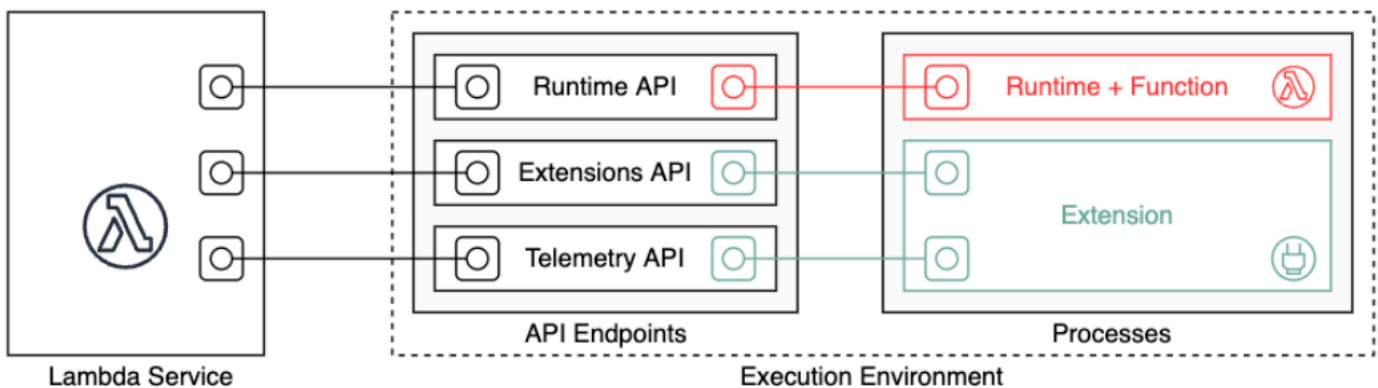 Runtime API
Runtime + Function
Extensions API
Extension
Telemetry API
API Endpoints
Processes
Lambda Service
Execution Environment